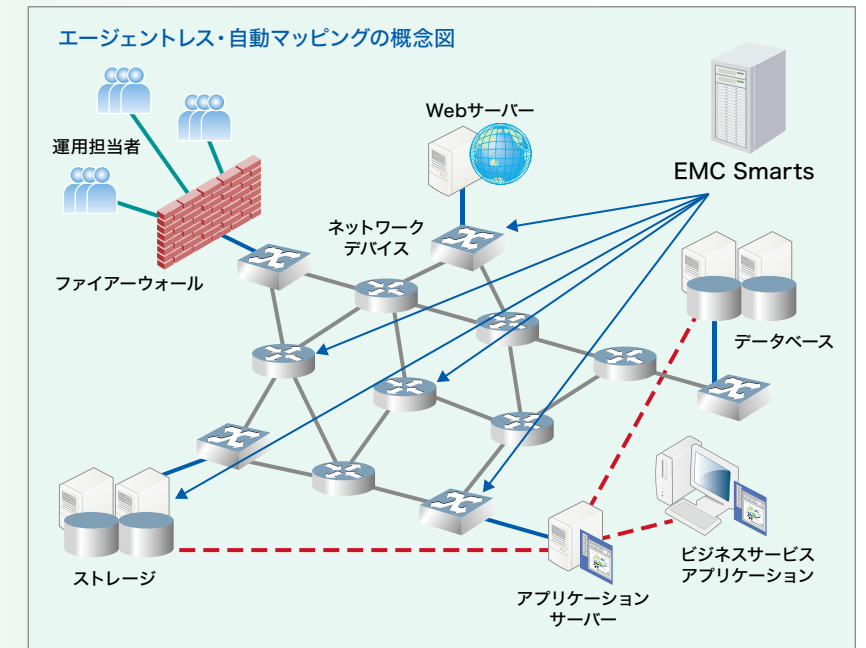 エージェントレス・自動マッピングの概念図
Webサーバー
運用担当者
EMC Smarts
ネットワーク
デバイス
ファイアーウォール
データベース
ストレージ
ビジネスサービス
アプリケーション
アプリケーション
サーバー